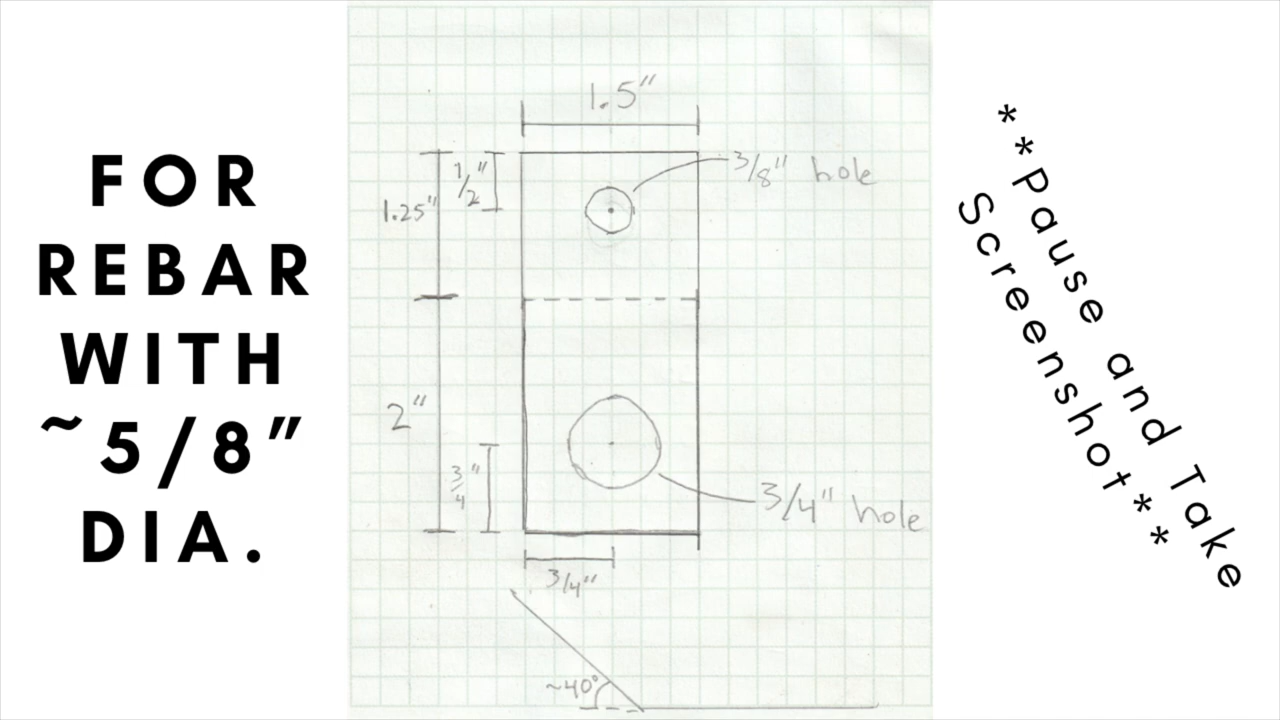 FOR
REBAR
WITH
~5/8"
DIA.
1.5"
3/8" hole
1/2"
1.25"
2"
3/4"
3/4" hole
3/4"
~40°
**Pause and Take
Screenshot**